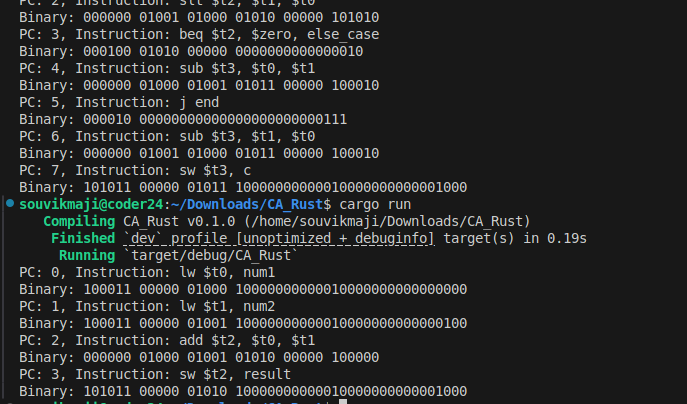 PC: 2, Instruction: slt $t2, $t1, $t0
Binary: 000000 01001 01000 01010 00000 101010
PC: 3, Instruction: beq $t2, $zero, else_case
Binary: 000100 01010 00000 0000000000000010
PC: 4, Instruction: sub $t3, $t0, $t1
Binary: 000000 01000 01001 01011 00000 100010
PC: 5, Instruction: j end
Binary: 000010 00000000000000000000000111
PC: 6, Instruction: sub $t3, $t1, $t0
Binary: 000000 01001 01000 01011 00000 100010
PC: 7, Instruction: sw $t3, c
Binary: 101011 00000 01011 10000000000010000000000001000
souvikmaji@coder24:~/Downloads/CA_Rust$ cargo run
Compiling CA_Rust v0.1.0 (/home/souvikmaji/Downloads/CA_Rust)
Finished `dev` profile [unoptimized + debuginfo] target(s) in 0.19s
Running `target/debug/CA_Rust`
PC: 0, Instruction: lw $t0, num1
Binary: 100011 00000 01000 10000000000010000000000000000
PC: 1, Instruction: lw $t1, num2
Binary: 100011 00000 01001 10000000000010000000000000100
PC: 2, Instruction: add $t2, $t0, $t1
Binary: 000000 01000 01001 01010 00000 100000
PC: 3, Instruction: sw $t2, result
Binary: 101011 00000 01010 10000000000010000000000001000